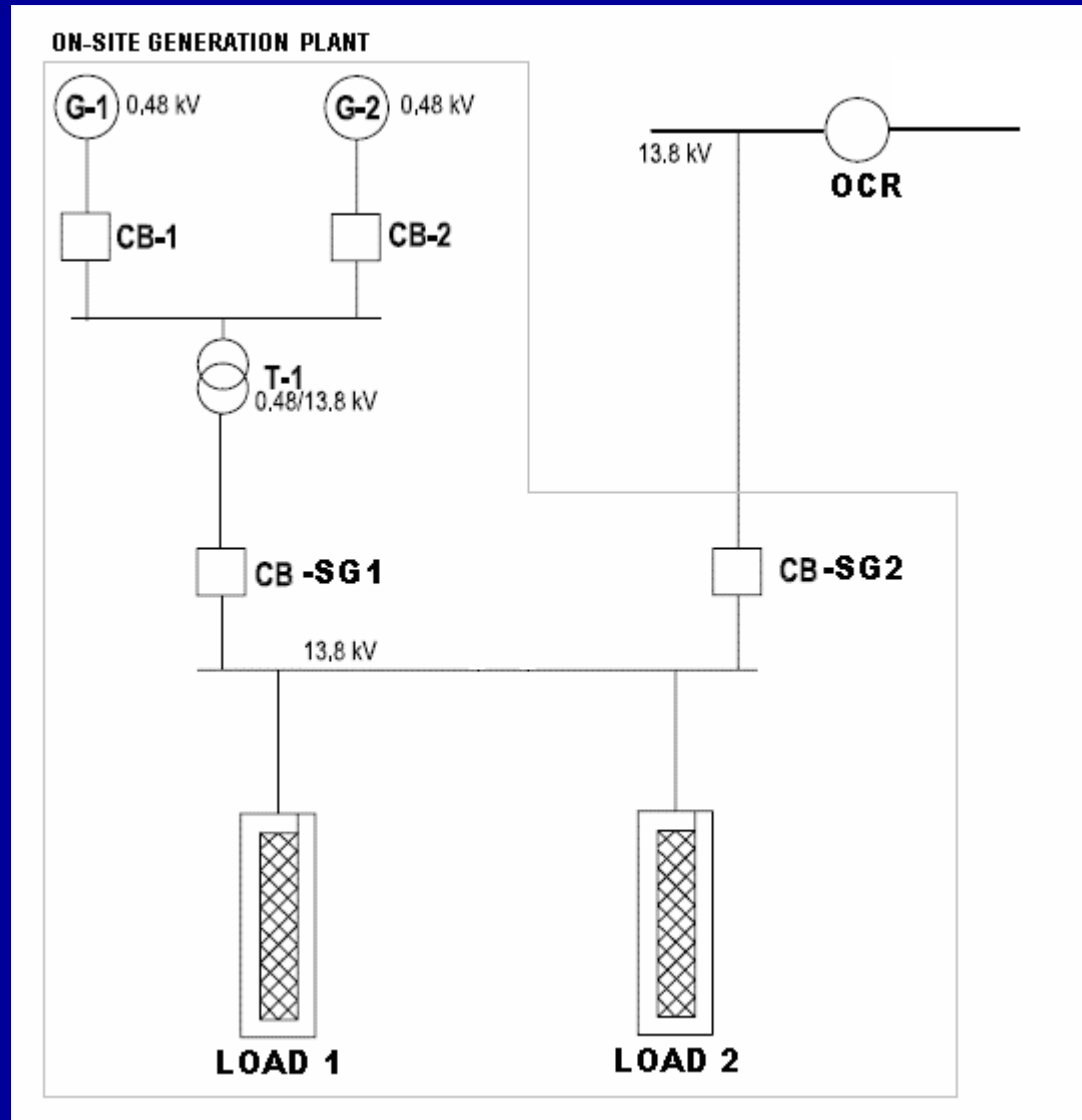 ON-SITE GENERATION PLANT
G-1 0,48 kV
G-2 0,48 kV
13.8 kV
OCR
CB-1
CB-2
T-1
0,48/13.8 kV
CB -SG1
CB -SG2
13,8 kV
LOAD 1
LOAD 2